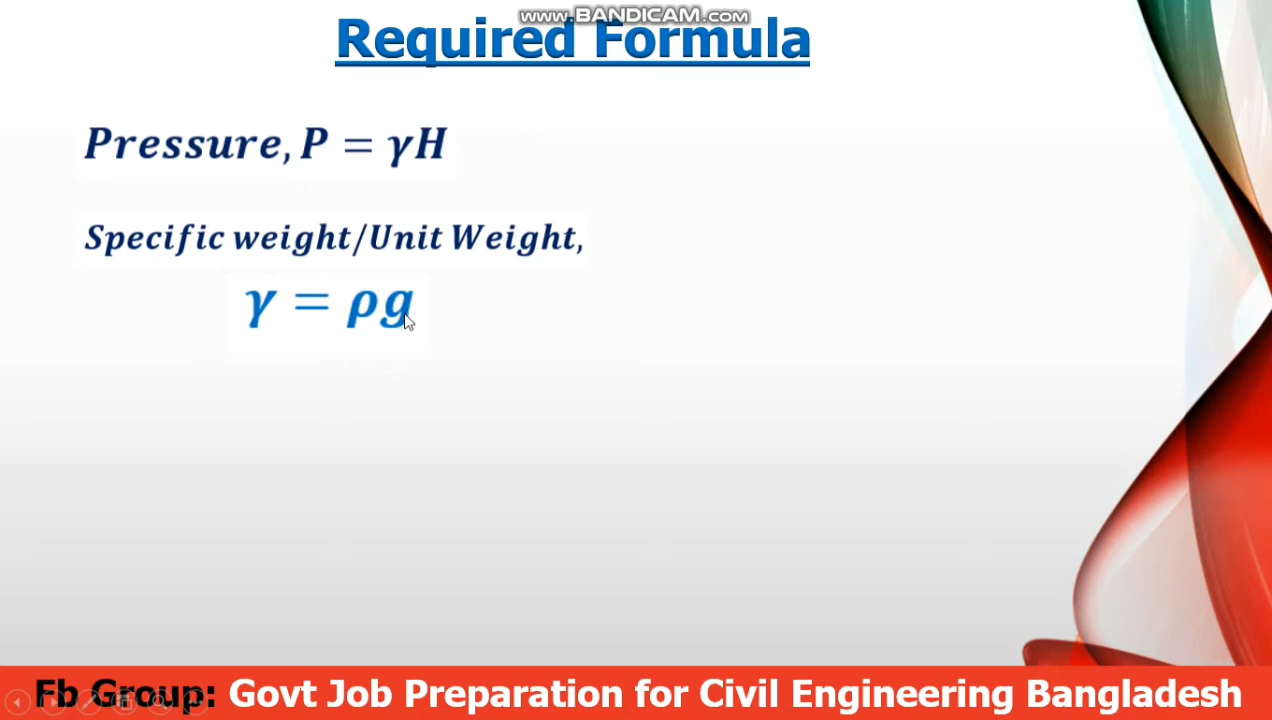 www.BANDICAM.com
Required Formula
Pressure, P = γH
Specific weight/Unit Weight,
γ = ρg
Fb Group: Govt Job Preparation for Civil Engineering Bangladesh